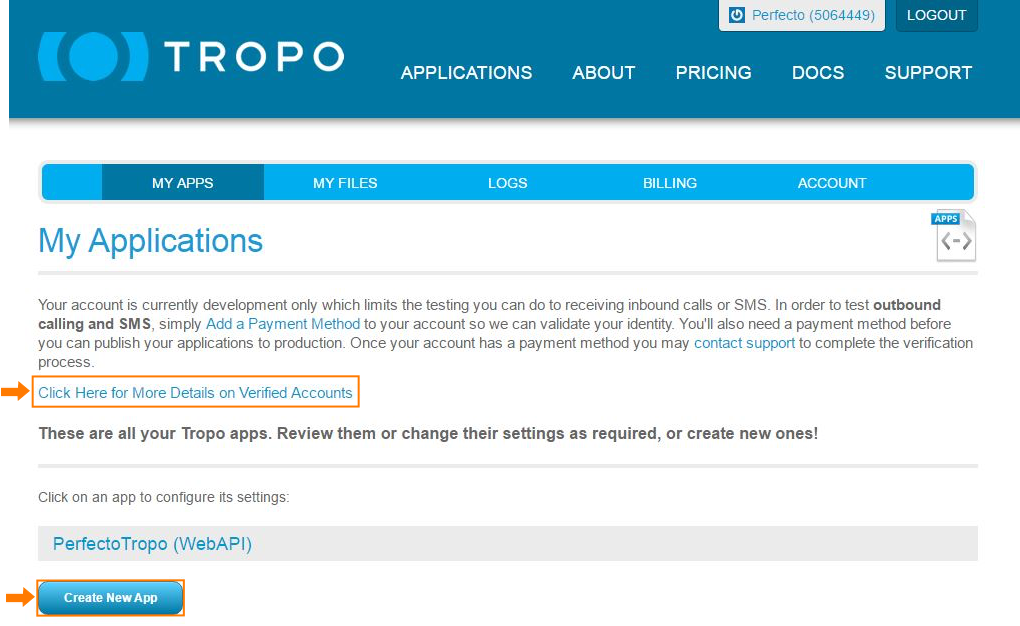 Perfecto (5064449)
LOGOUT
TROPO
APPLICATIONS
ABOUT
PRICING
DOCS
SUPPORT
MY APPS
MY FILES
LOGS
BILLING
ACCOUNT
APPS
My Applications
Your account is currently development only which limits the testing you can do to receiving inbound calls or SMS. In order to test outbound
calling and SMS, simply Add a Payment Method to your account so we can validate your identity. You'll also need a payment method before
you can publish your applications to production. Once your account has a payment method you may contact support to complete the verification
process.
Click Here for More Details on Verified Accounts
These are all your Tropo apps. Review them or change their settings as required, or create new ones!
Click on an app to configure its settings:
PerfectoTropo (WebAPI)
Create New App